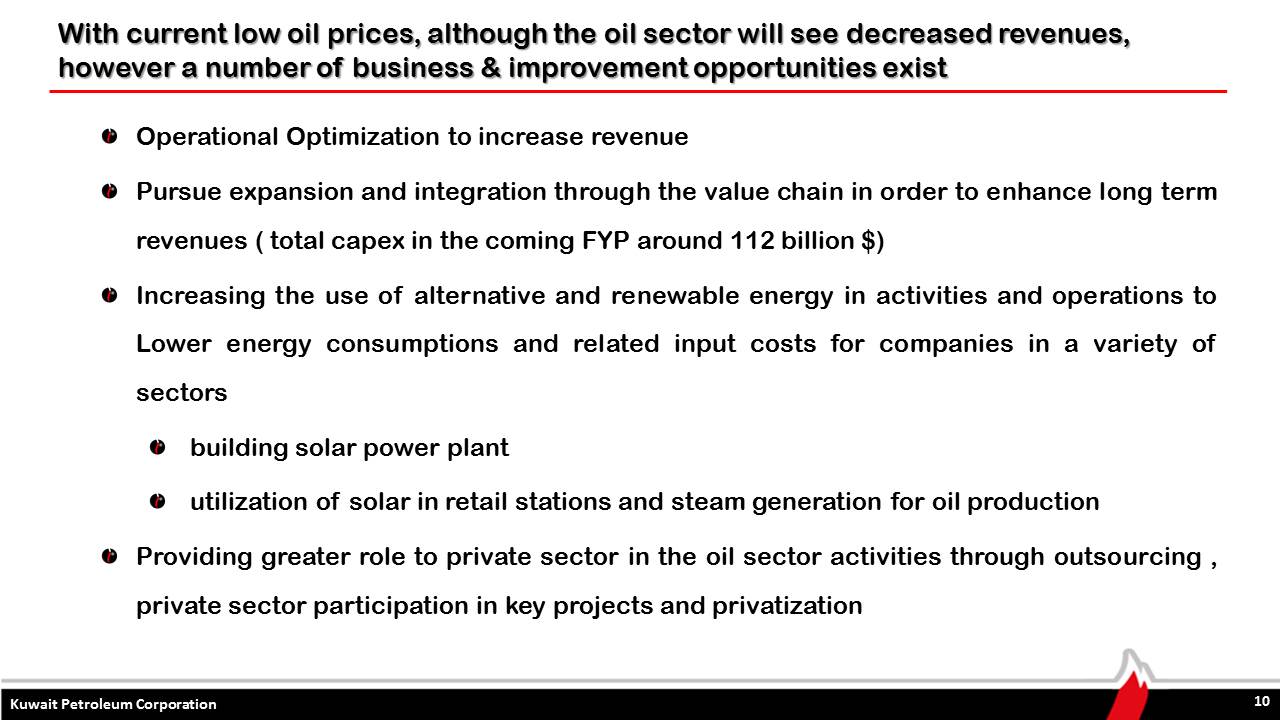 With current low oil prices, although the oil sector will see decreased revenues,
however a number of business & improvement opportunities exist
Operational Optimization to increase revenue
Pursue expansion and integration through the value chain in order to enhance long term
revenues ( total capex in the coming FYP around 112 billion $)
Increasing the use of alternative and renewable energy in activities and operations to
Lower energy consumptions and related input costs for companies in a variety of
sectors
building solar power plant
utilization of solar in retail stations and steam generation for oil production
Providing greater role to private sector in the oil sector activities through outsourcing ,
private sector participation in key projects and privatization
Kuwait Petroleum Corporation
10